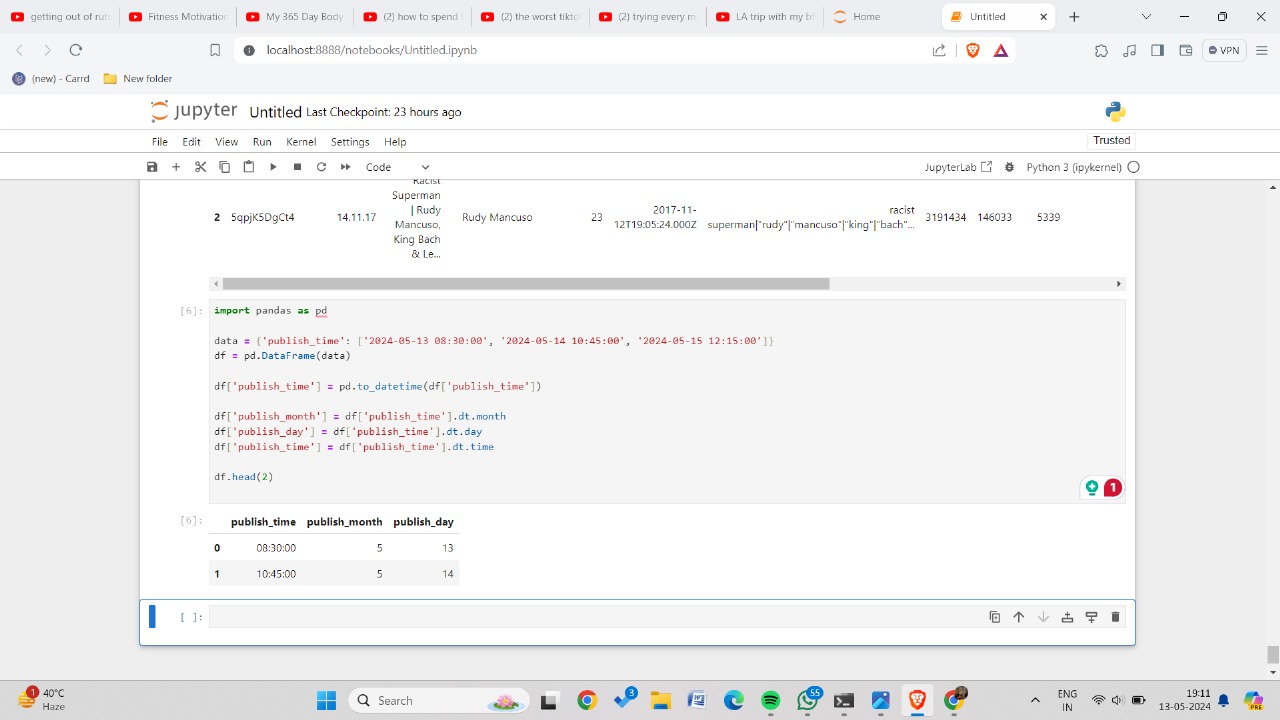 getting out of rut
Fitness Motivation
My 365 Day Body
(2) how to spend
(2) the worst tikto
(2) trying every m
LA trip with my bf
Home
Untitled
localhost:8888/notebooks/Untitled.ipynb
VPN
(new) - Carrd
New folder
jupyter Untitled Last Checkpoint: 23 hours ago
File Edit View Run Kernel Settings Help
Trusted
Code
JupyterLab
Python 3 (ipykernel)
Racist
Superman
| Rudy
Mancuso,
King Bach
& Le...
2 5qpjK5DgCt4 14.11.17
Rudy Mancuso 23
2017-11-
12T19:05:24.000Z
racist
superman|"rudy"|"mancuso"|"king"|"bach"...
3191434 146033 5339
[6]: import pandas as pd
data = {'publish_time': ['2024-05-13 08:30:00', '2024-05-14 10:45:00', '2024-05-15 12:15:00']}
df = pd.DataFrame(data)
df['publish_time'] = pd.to_datetime(df['publish_time'])
df['publish_month'] = df['publish_time'].dt.month
df['publish_day'] = df['publish_time'].dt.day
df['publish_time'] = df['publish_time'].dt.time
df.head(2)
1
[6]: publish_time publish_month publish_day
0 08:30:00 5 13
1 10:45:00 5 14
[ ]:
1
40°C
Haze
Search
3
55
ENG
IN
19:11
13-05-2024
PRE